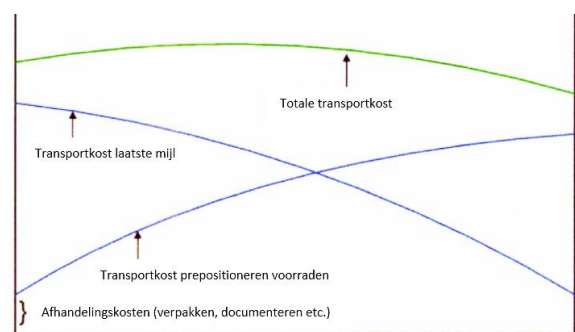 Totale transportkost
Transportkost laatste mijl
Transportkost prepositioneren voorraden
Afhandelingskosten (verpakken, documenteren etc.)